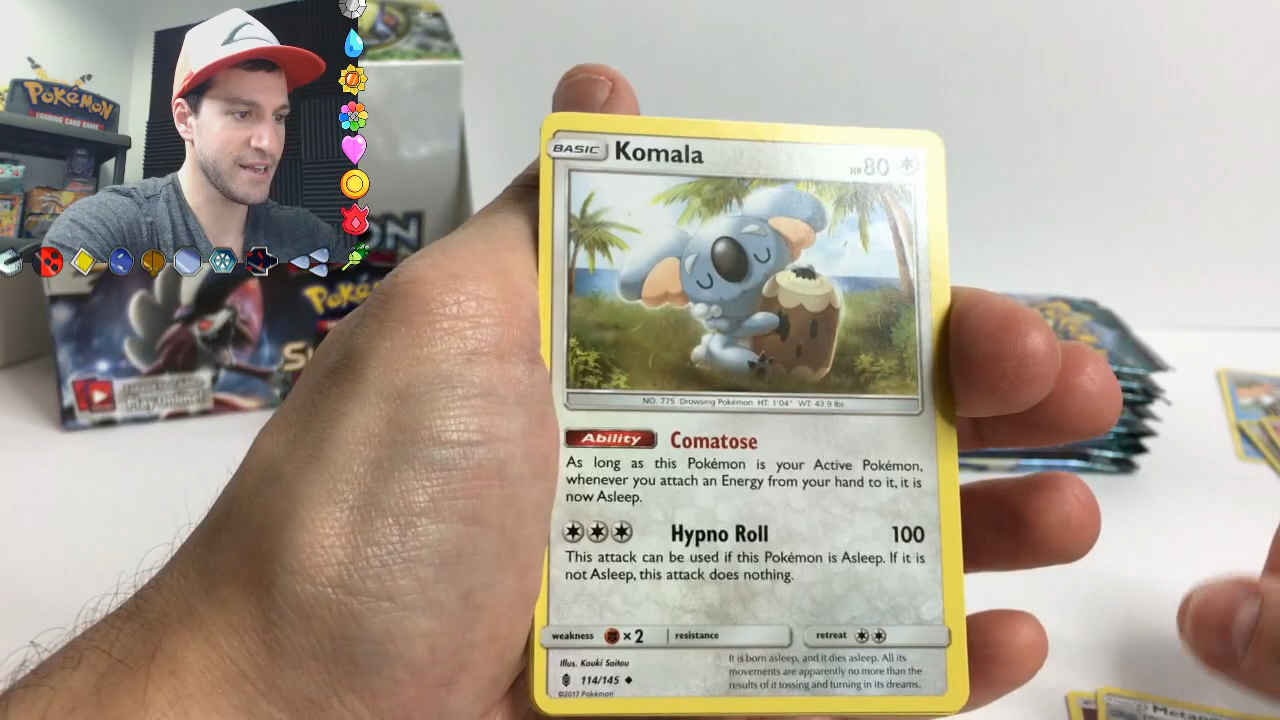 POKéMON
TRADING CARD GAME
BASIC Komala HP 80
NO. 775 Drowsing Pokémon HT: 1'04" WT: 43.9 lbs.
Ability Comatose
As long as this Pokémon is your Active Pokémon,
whenever you attach an Energy from your hand to it, it is
now Asleep.
Hypno Roll 100
This attack can be used if this Pokémon is Asleep. If it is
not Asleep, this attack does nothing.
weakness ×2 resistance retreat
Illus. Kouki Saitou
114/145
©2017 Pokémon
It is born asleep, and it dies asleep. All its
movements are apparently no more than the
results of it tossing and turning in its dreams.